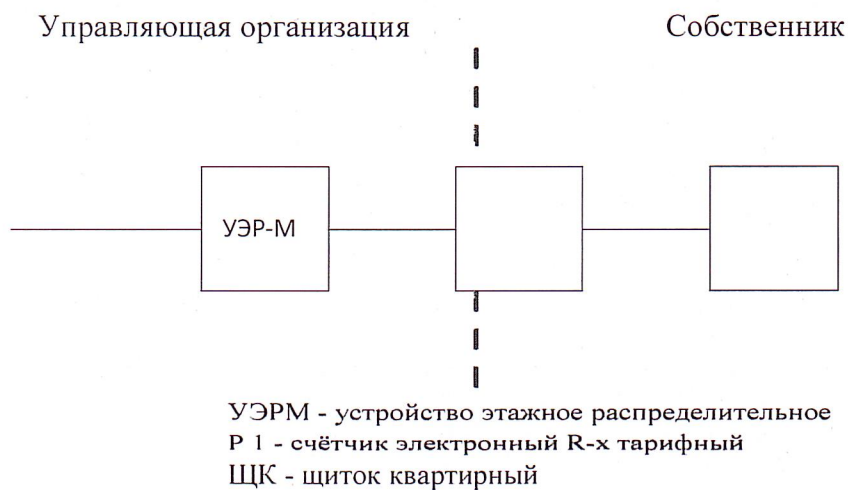 Управляющая организация Собственник
УЭР-М
УЭРМ - устройство этажное распределительное
Р 1 - счётчик электронный R-х тарифный
ЩК - щиток квартирный